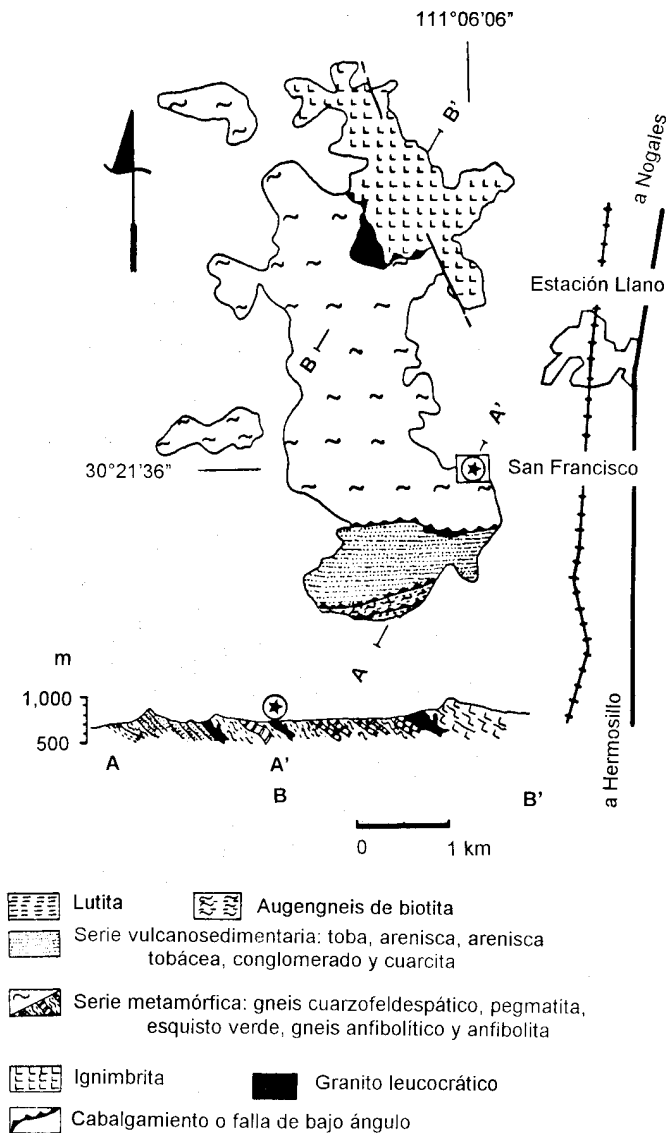 111°06'06"
B'
a Nogales
Estación Llano
B
A'
30°21'36"
San Francisco
A
m
1,000
500
A
A'
B
B'
a Hermosillo
0
1 km
Lutita
Augengneis de biotita
Serie vulcanosedimentaria: toba, arenisca, arenisca
tobácea, conglomerado y cuarcita
Serie metamórfica: gneis cuarzofeldespático, pegmatita,
esquisto verde, gneis anfibolítico y anfibolita
Ignimbrita
Granito leucocrático
Cabalgamiento o falla de bajo ángulo